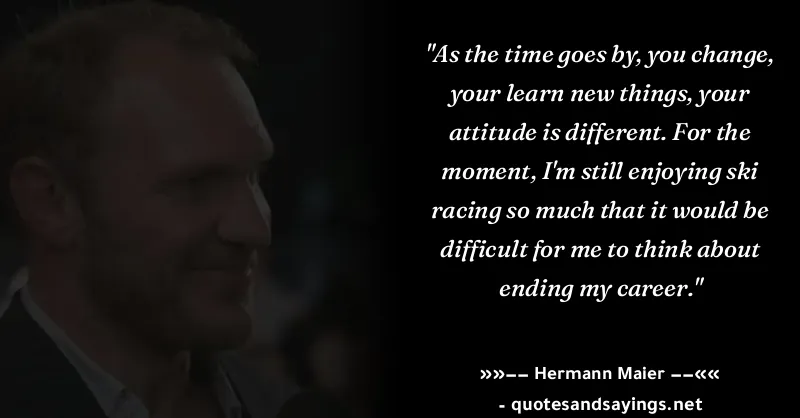 "As the time goes by, you change,
your learn new things, your
attitude is different. For the
moment, I'm still enjoying ski
racing so much that it would be
difficult for me to think about
ending my career."
»»−− Hermann Maier −−««
- quotesandsayings.net